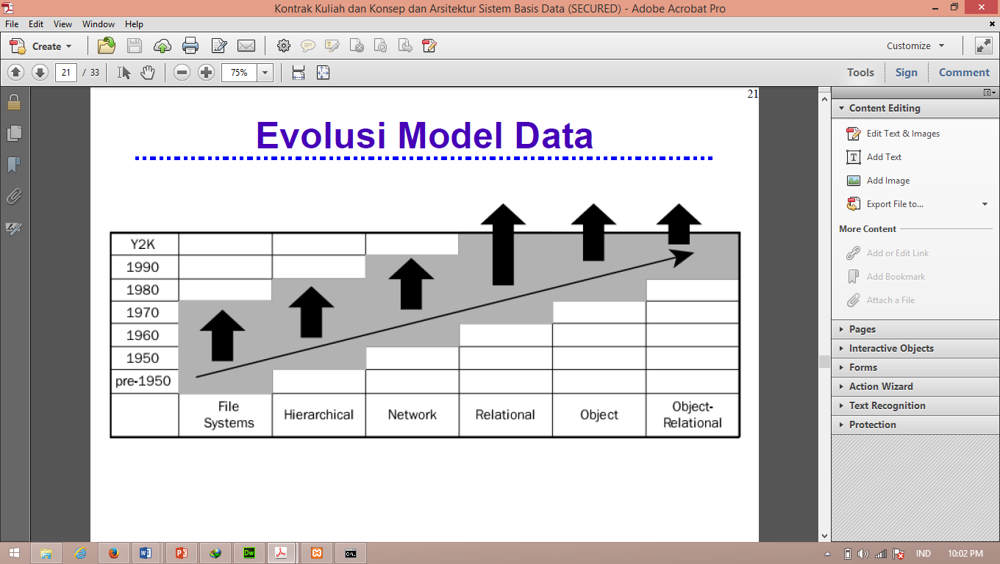 Kontrak Kuliah dan Konsep dan Arsitektur Sistem Basis Data (SECURED) - Adobe Acrobat Pro
File Edit View Window Help
Create
Customize
21 / 33
75%
Tools Sign Comment
21
Evolusi Model Data
Y2K
1990
1980
1970
1960
1950
pre-1950
File Systems
Hierarchical
Network
Relational
Object
Object-
Relational
Content Editing
Edit Text & Images
Add Text
Add Image
Export File to...
More Content
Add or Edit Link
Add Bookmark
Attach a File
Pages
Interactive Objects
Forms
Action Wizard
Text Recognition
Protection
IND
10:02 PM